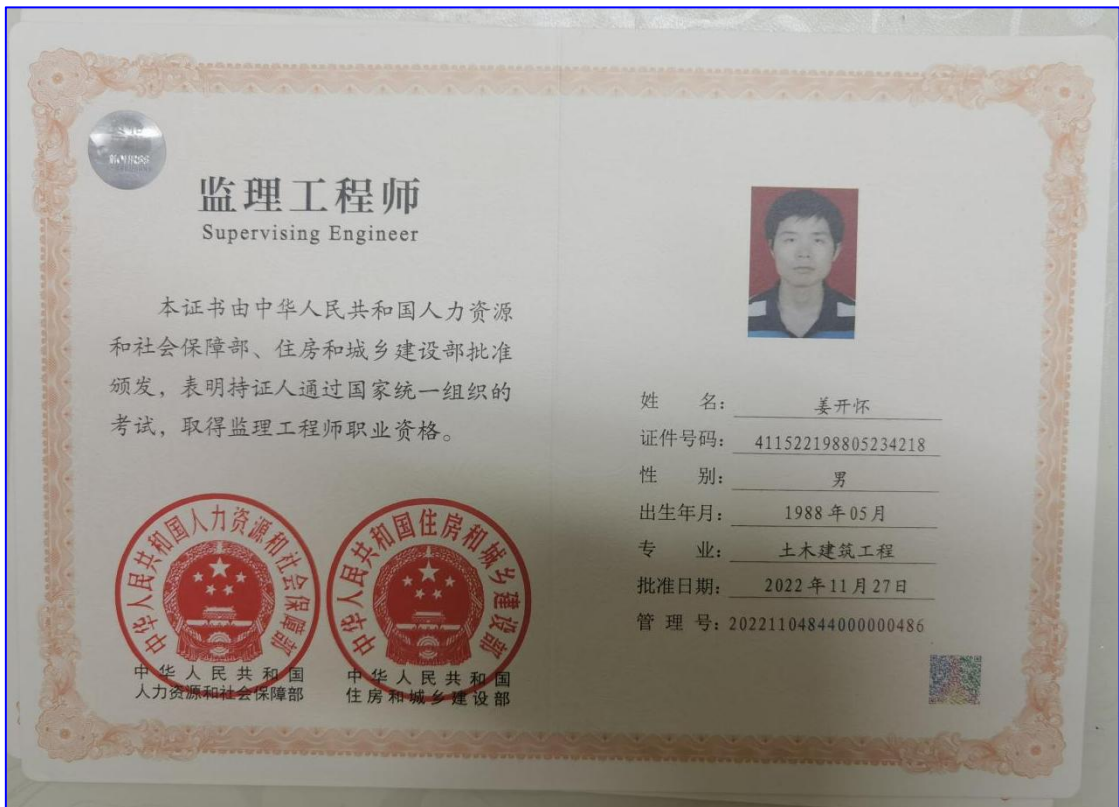 监理工程师
Supervising Engineer
本证书由中华人民共和国人力资源
和社会保障部、住房和城乡建设部批准
颁发，表明持证人通过国家统一组织的
考试，取得监理工程师职业资格。
中华人民共和国人力资源和社会保障部
中华人民共和国
人力资源和社会保障部
中华人民共和国住房和城乡建设部
中华人民共和国
住房和城乡建设部
姓 名：姜开怀
证件号码：411522198805234218
性 别：男
出生年月：1988年05月
专 业：土木建筑工程
批准日期：2022年11月27日
管 理 号：20221104844000000486